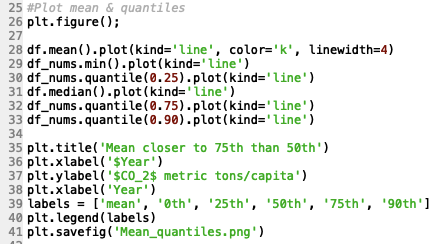 25 #Plot mean & quantiles
26 plt.figure();
27
28 df.mean().plot(kind='line', color='k', linewidth=4)
29 df_nums.min().plot(kind='line')
30 df_nums.quantile(0.25).plot(kind='line')
31 df.median().plot(kind='line')
32 df_nums.quantile(0.75).plot(kind='line')
33 df_nums.quantile(0.90).plot(kind='line')
34
35 plt.title('Mean closer to 75th than 50th')
36 plt.xlabel('$Year')
37 plt.ylabel('$CO_2$ metric tons/capita')
38 plt.xlabel('Year')
39 labels = ['mean', '0th', '25th', '50th', '75th', '90th']
40 plt.legend(labels)
41 plt.savefig('Mean_quantiles.png')